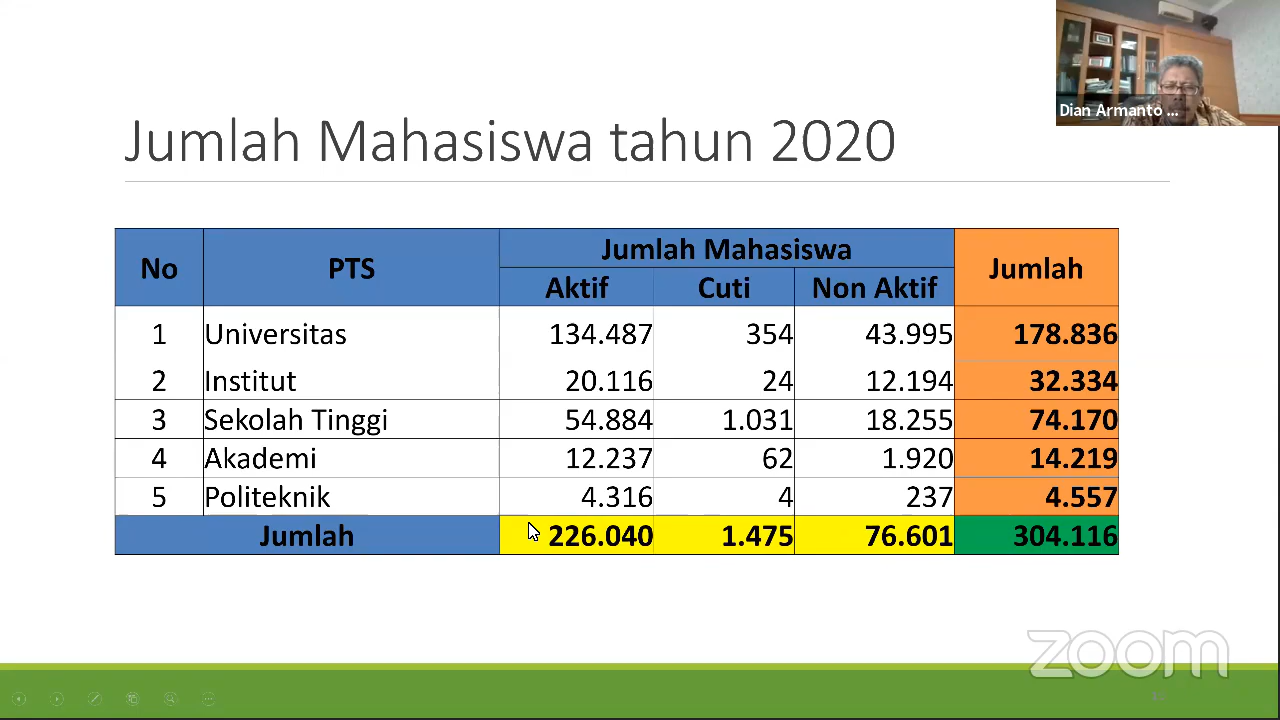 Dian Armanto ...
Jumlah Mahasiswa tahun 2020
No PTS Jumlah Mahasiswa Jumlah
Aktif Cuti Non Aktif
1 Universitas 134.487 354 43.995 178.836
2 Institut 20.116 24 12.194 32.334
3 Sekolah Tinggi 54.884 1.031 18.255 74.170
4 Akademi 12.237 62 1.920 14.219
5 Politeknik 4.316 4 237 4.557
Jumlah 226.040 1.475 76.601 304.116
zoom